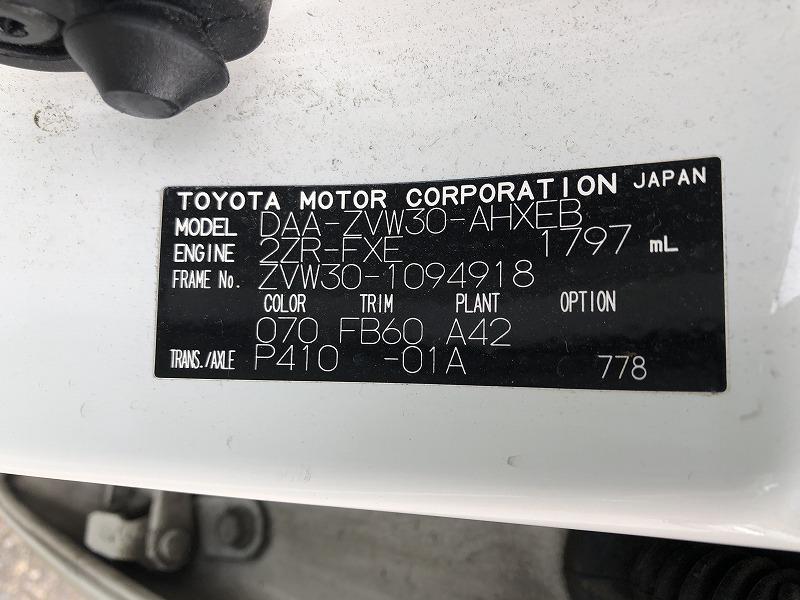 TOYOTA MOTOR CORPORATION JAPAN
MODEL DAA-ZVW30-AHXEB
ENGINE 2ZR-FXE 1797 mL
FRAME No. ZVW30-1094918
COLOR TRIM PLANT OPTION
070 FB60 A42
TRANS./AXLE P410 -01A 778